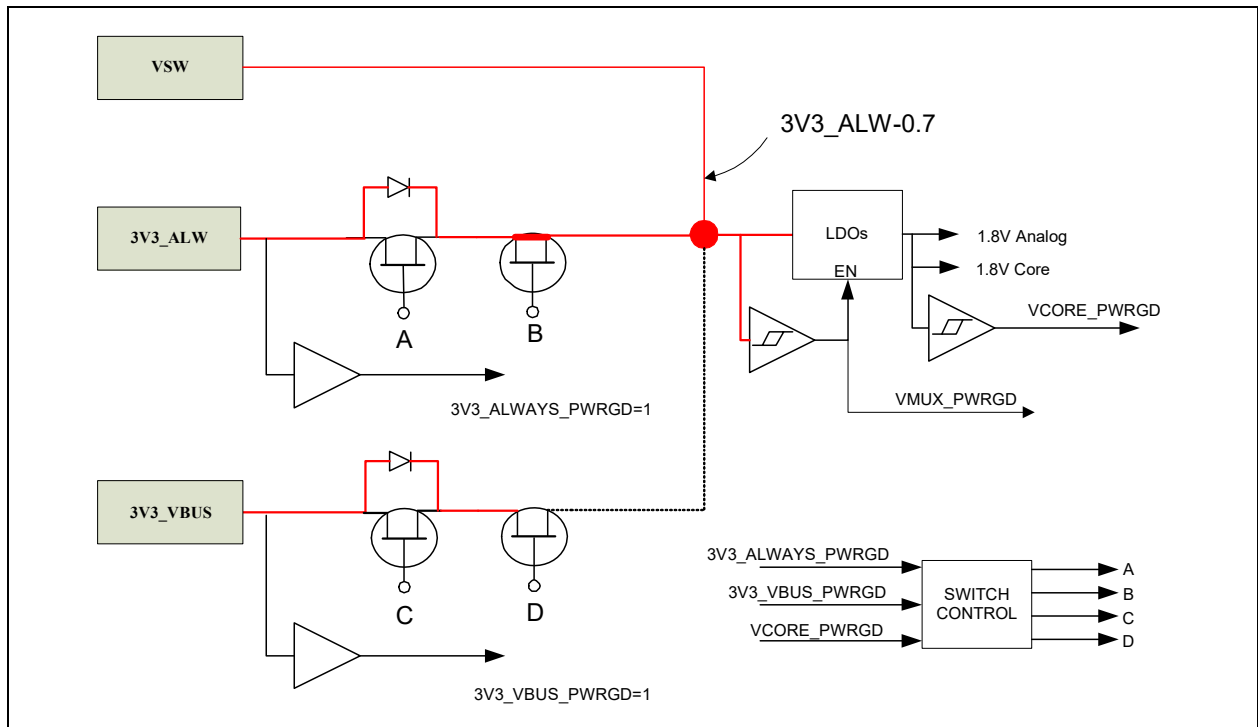 VSW
3V3_ALW-0.7
3V3_ALW
LDOs
EN
1.8V Analog
1.8V Core
VCORE_PWRGD
A
B
3V3_ALWAYS_PWRGD=1
VMUX_PWRGD
3V3_VBUS
C
D
3V3_VBUS_PWRGD=1
3V3_ALWAYS_PWRGD
3V3_VBUS_PWRGD
VCORE_PWRGD
SWITCH
CONTROL
A
B
C
D